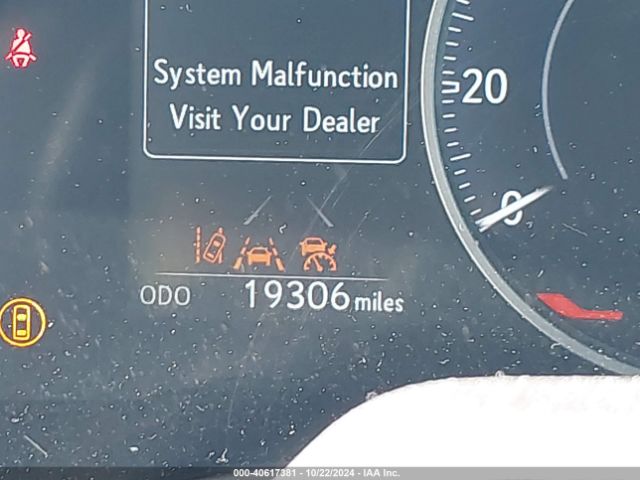 System Malfunction
Visit Your Dealer
20
0
ODO 19306 miles
000-40617381 - 10/22/2024 - IAA Inc.